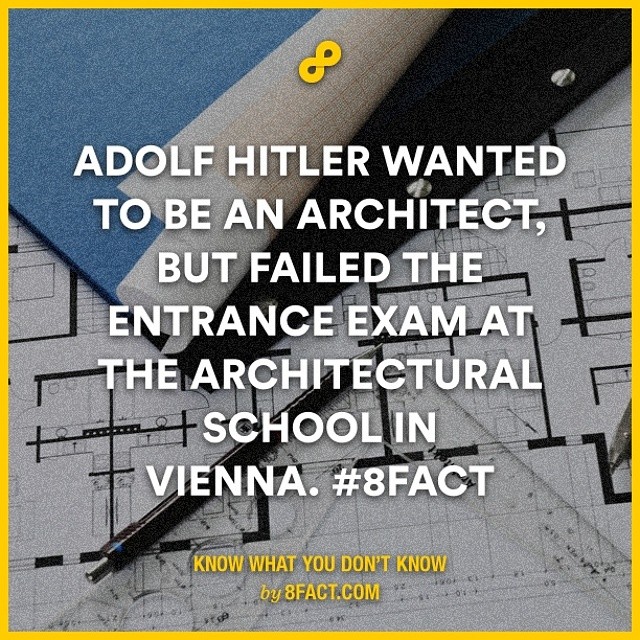 ADOLF HITLER WANTED
TO BE AN ARCHITECT,
BUT FAILED THE
ENTRANCE EXAM AT
THE ARCHITECTURAL
SCHOOL IN
VIENNA. #8FACT
KNOW WHAT YOU DON'T KNOW
by 8FACT.COM